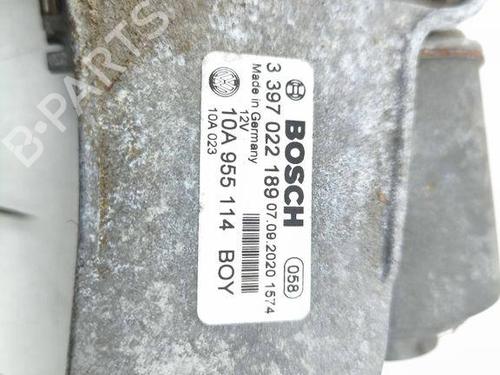 BOSCH
3 397 022 189 07.09.2020 1574
Made in Germany
058
12V
10A 955 114 BOY
10A 023
B-PARTS